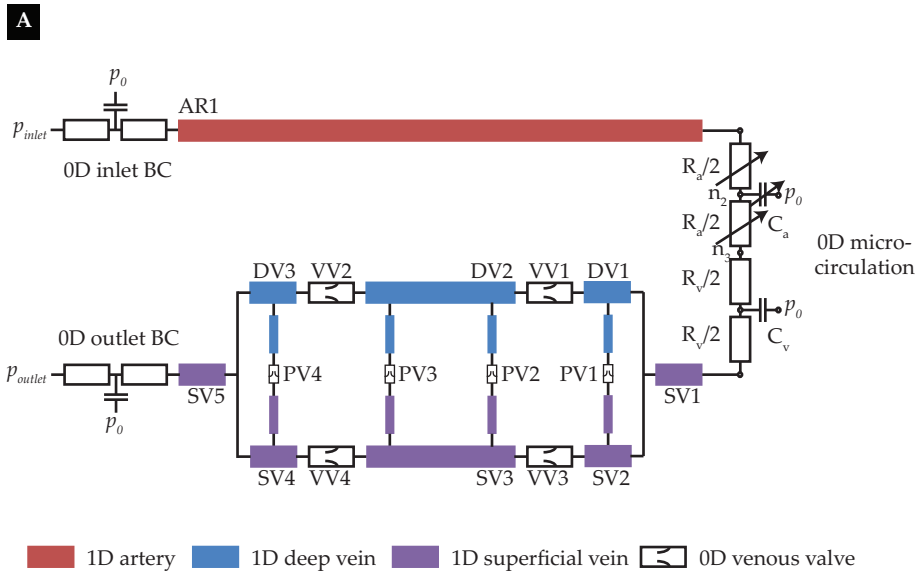 A
p0
AR1
pinlet
0D inlet BC
Ra/2
n2
p0
Ra/2
Ca
n3
0D micro-
circulation
Rv/2
p0
Rv/2
Cv
DV3 VV2 DV2 VV1 DV1
0D outlet BC
poutlet
p0
SV5
PV4 PV3 PV2 PV1
SV1
SV4 VV4 SV3 VV3 SV2
1D artery 1D deep vein 1D superficial vein 0D venous valve